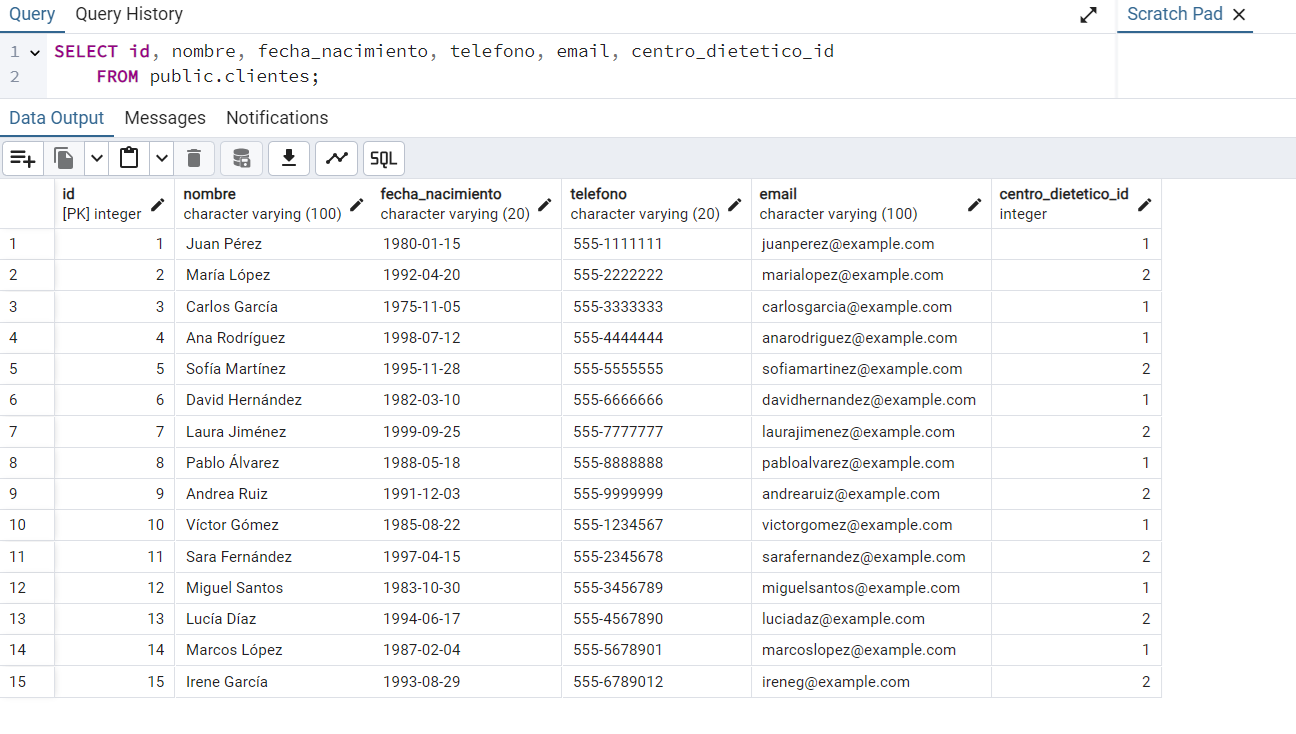 Query Query History Scratch Pad
1 SELECT id, nombre, fecha_nacimiento, telefono, email, centro_dietetico_id
2 FROM public.clientes;
Data Output Messages Notifications
SQL
id nombre fecha_nacimiento telefono email centro_dietetico_id
[PK] integer character varying (100) character varying (20) character varying (20) character varying (100) integer
1 1 Juan Pérez 1980-01-15 555-1111111 juanperez@example.com 1
2 2 María López 1992-04-20 555-2222222 marialopez@example.com 2
3 3 Carlos García 1975-11-05 555-3333333 carlosgarcia@example.com 1
4 4 Ana Rodríguez 1998-07-12 555-4444444 anarodriguez@example.com 1
5 5 Sofía Martínez 1995-11-28 555-5555555 sofiamartinez@example.com 2
6 6 David Hernández 1982-03-10 555-6666666 davidhernandez@example.com 1
7 7 Laura Jiménez 1999-09-25 555-7777777 laurajimenez@example.com 2
8 8 Pablo Álvarez 1988-05-18 555-8888888 pabloalvarez@example.com 1
9 9 Andrea Ruiz 1991-12-03 555-9999999 andrearuiz@example.com 2
10 10 Víctor Gómez 1985-08-22 555-1234567 victorgomez@example.com 1
11 11 Sara Fernández 1997-04-15 555-2345678 sarafernandez@example.com 2
12 12 Miguel Santos 1983-10-30 555-3456789 miguelsantos@example.com 1
13 13 Lucía Díaz 1994-06-17 555-4567890 luciadaz@example.com 2
14 14 Marcos López 1987-02-04 555-5678901 marcoslopez@example.com 1
15 15 Irene García 1993-08-29 555-6789012 ireneg@example.com 2